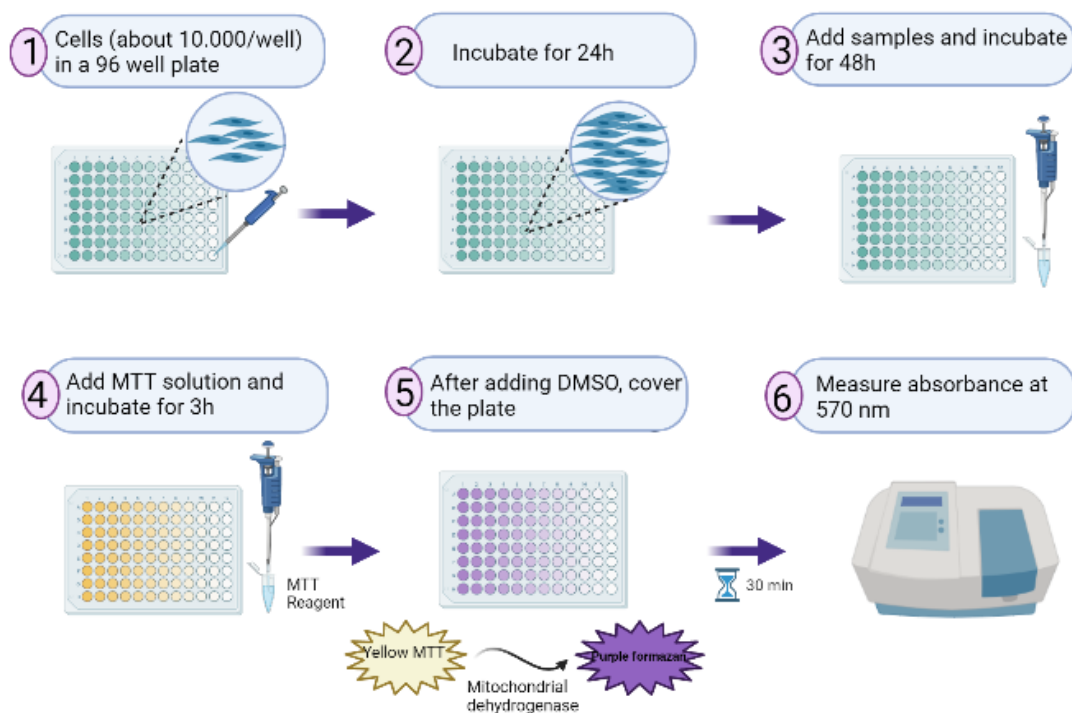 1
Cells (about 10.000/well)
in a 96 well plate
2
Incubate for 24h
3
Add samples and incubate
for 48h
4
Add MTT solution and
incubate for 3h
MTT
Reagent
5
After adding DMSO, cover
the plate
30 min
6
Measure absorbance at
570 nm
Yellow MTT
Mitochondrial
dehydrogenase
Purple formazan